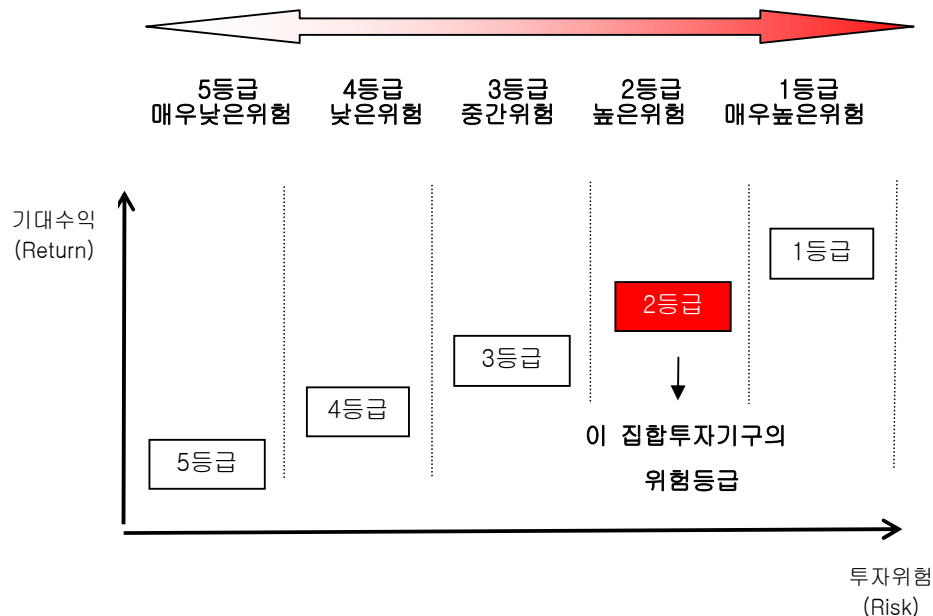 5등급
매우낮은위험
4등급
낮은위험
3등급
중간위험
2등급
높은위험
1등급
매우높은위험
기대수익
(Return)
1등급
2등급
3등급
4등급
5등급
이 집합투자기구의
위험등급
투자위험
(Risk)